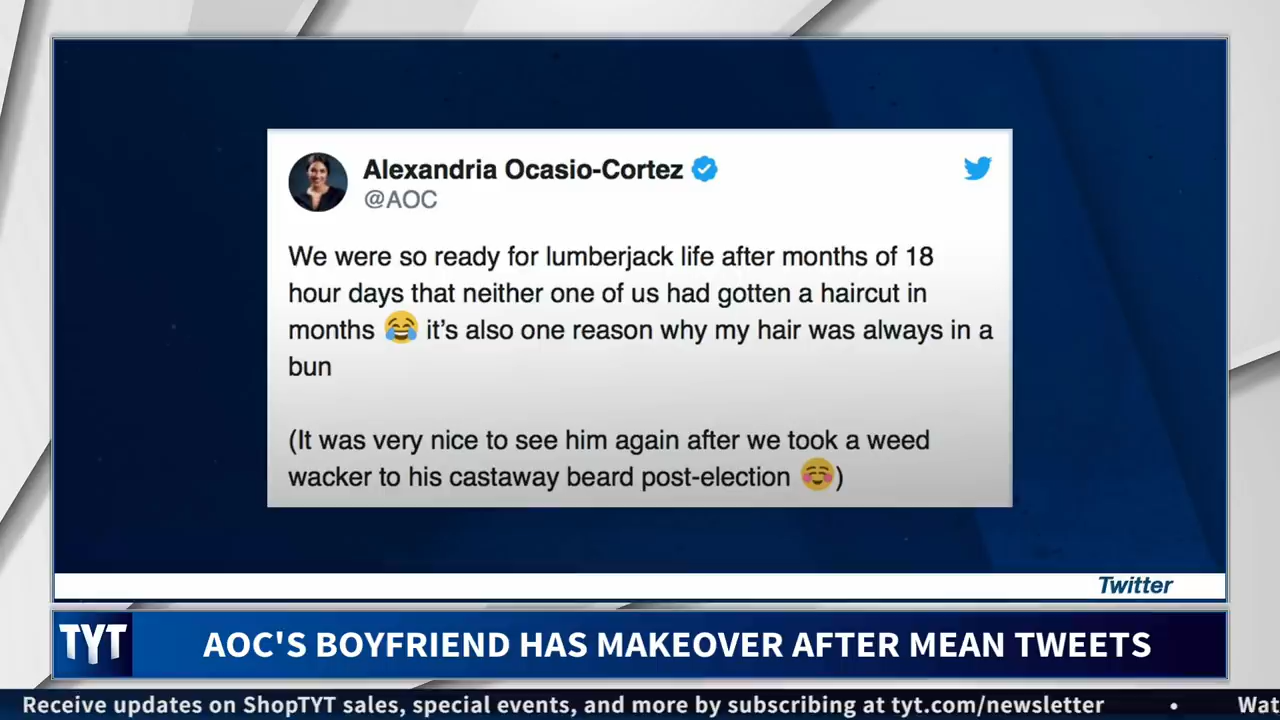 Alexandria Ocasio-Cortez
@AOC
We were so ready for lumberjack life after months of 18
hour days that neither one of us had gotten a haircut in
months 😂 it's also one reason why my hair was always in a
bun
(It was very nice to see him again after we took a weed
wacker to his castaway beard post-election ☺️)
Twitter
TYT
AOC'S BOYFRIEND HAS MAKEOVER AFTER MEAN TWEETS
Receive updates on ShopTYT sales, special events, and more by subscribing at tyt.com/newsletter • Wat